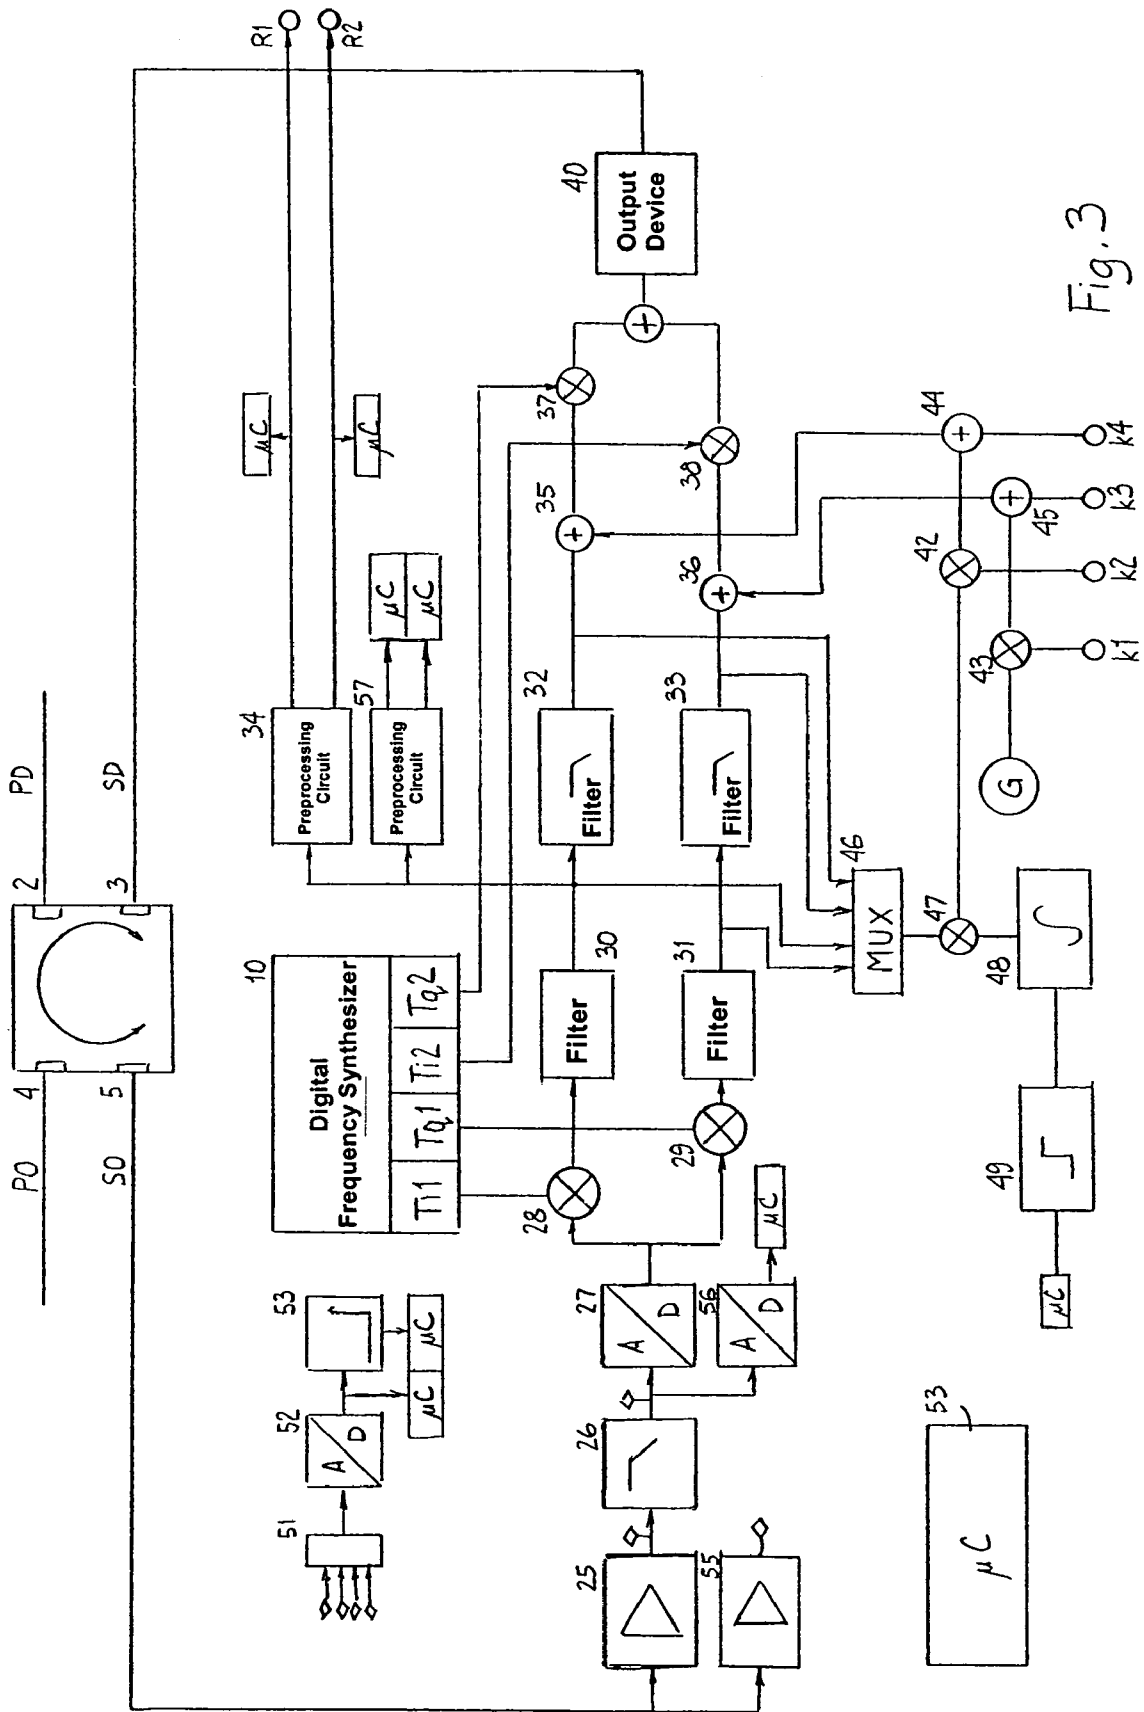 PO
PD
4
2
5
3
SO
SD
R1
R2
51
52
A
D
53
µC
µC
10
Digital
Frequency Synthesizer
Ti1
Tq1
Ti2
Tq2
34
Preprocessing
Circuit
57
Preprocessing
Circuit
µC
µC
µC
µC
25
26
27
A
D
28
30
Filter
32
Filter
35
37
40
Output
Device
55
56
A
D
µC
29
31
Filter
33
Filter
36
38
46
MUX
47
42
44
48
∫
G
43
45
49
µC
k1
k2
k3
k4
53
µC
Fig. 3